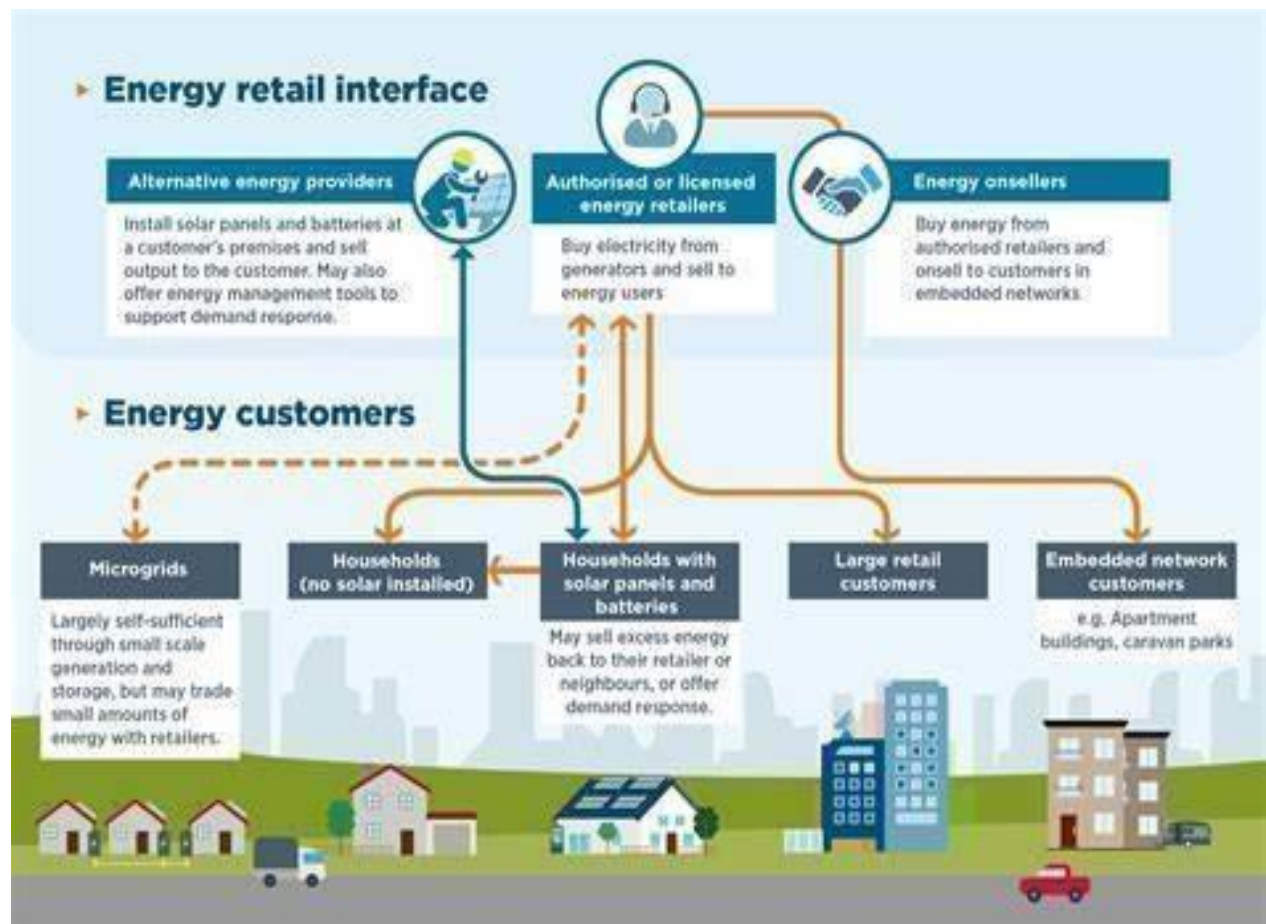 Energy retail interface
Alternative energy providers
Install solar panels and batteries at
a customer's premises and sell
output to the customer. May also
offer energy management tools to
support demand response.
Authorised or licensed
energy retailers
Buy electricity from
generators and sell to
energy users
Energy onsellers
Buy energy from
authorised retailers and
onsell to customers in
embedded networks
Energy customers
Microgrids
Largely self-sufficient
through small scale
generation and
storage, but may trade
small amounts of
energy with retailers.
Households
(no solar installed)
Households with
solar panels and
batteries
May sell excess energy
back to their retailer or
neighbours, or offer
demand response.
Large retail
customers
Embedded network
customers
e.g. Apartment
buildings, caravan parks